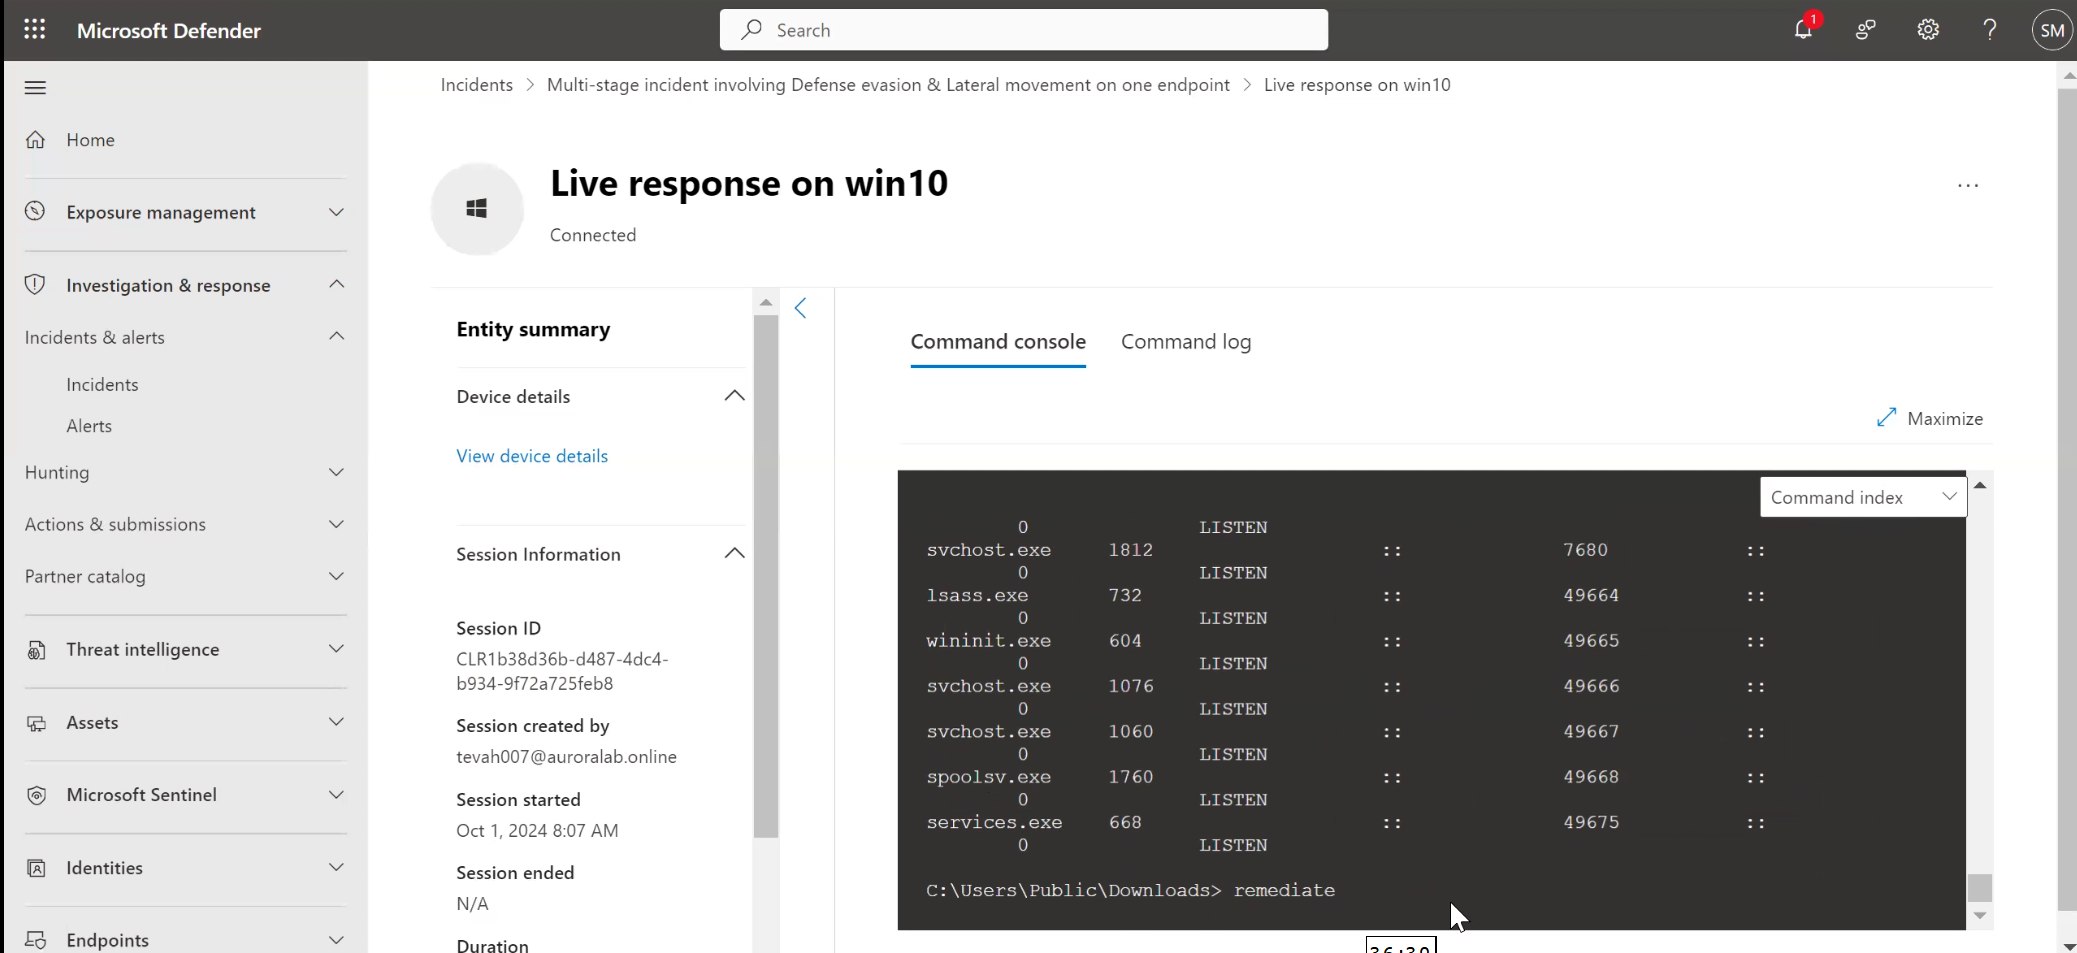 Microsoft Defender
Search
1
SM
Incidents > Multi-stage incident involving Defense evasion & Lateral movement on one endpoint > Live response on win10
Home
Exposure management
Investigation & response
Incidents & alerts
Incidents
Alerts
Hunting
Actions & submissions
Partner catalog
Threat intelligence
Assets
Microsoft Sentinel
Identities
Endpoints
Live response on win10
...
Connected
Entity summary
Device details
View device details
Session Information
Session ID
CLR1b38d36b-d487-4dc4-
b934-9f72a725feb8
Session created by
tevah007@auroralab.online
Session started
Oct 1, 2024 8:07 AM
Session ended
N/A
Duration
Command console
Command log
Maximize
Command index
0 LISTEN
svchost.exe 1812 :: 7680 ::
0 LISTEN
lsass.exe 732 :: 49664 ::
0 LISTEN
wininit.exe 604 :: 49665 ::
0 LISTEN
svchost.exe 1076 :: 49666 ::
0 LISTEN
svchost.exe 1060 :: 49667 ::
0 LISTEN
spoolsv.exe 1760 :: 49668 ::
0 LISTEN
services.exe 668 :: 49675 ::
0 LISTEN
C:\Users\Public\Downloads> remediate